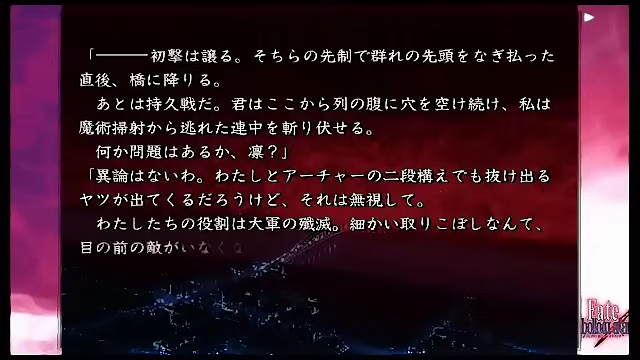 「―――初撃は譲る。そちらの先制で群れの先頭をなぎ払った
直後、橋に降りる。
　あとは持久戦だ。君はここから列の腹に穴を空け続け、私は
魔術掃射から逃れた連中を斬り伏せる。
　何か問題はあるか、凛？」
「異論はないわ。わたしとアーチャーの二段構えでも抜け出る
ヤツが出てくるだろうけど、それは無視して。
　わたしたちの役割は大軍の殲滅。細かい取りこぼしなんて、
目の前の敵がいなくな
Fate